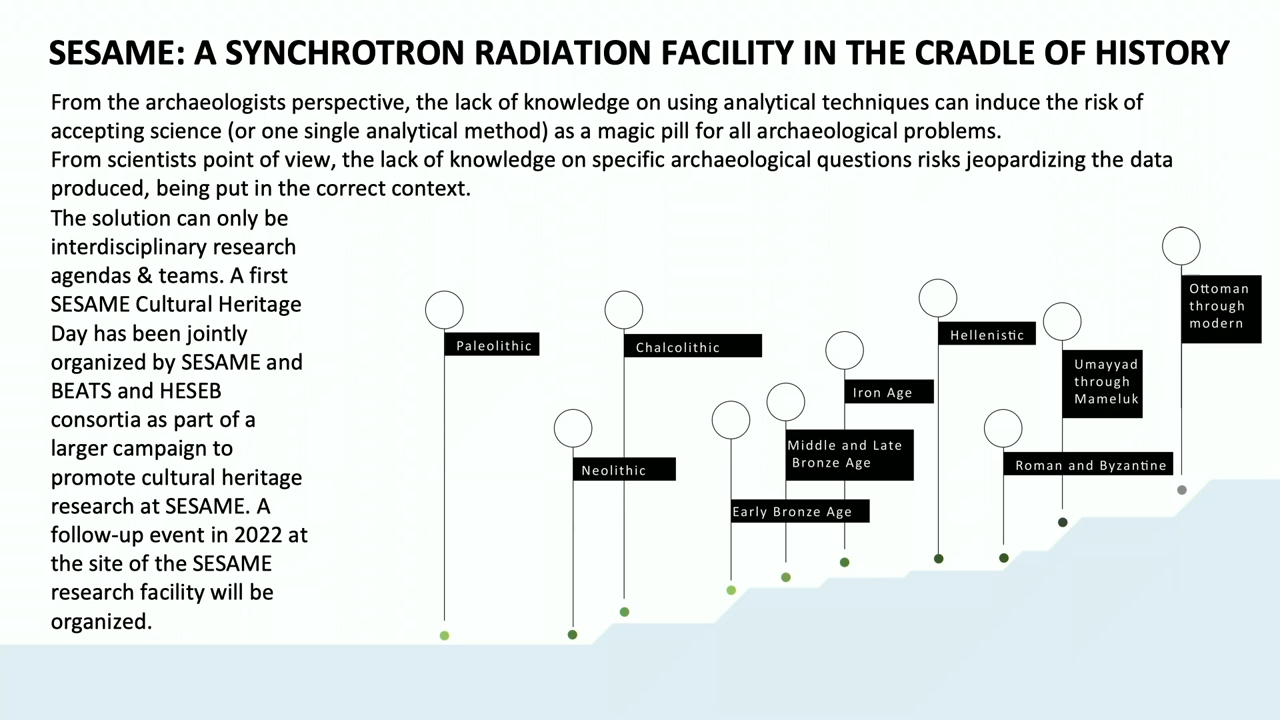 SESAME: A SYNCHROTRON RADIATION FACILITY IN THE CRADLE OF HISTORY
From the archaeologists perspective, the lack of knowledge on using analytical techniques can induce the risk of
accepting science (or one single analytical method) as a magic pill for all archaeological problems.
From scientists point of view, the lack of knowledge on specific archaeological questions risks jeopardizing the data
produced, being put in the correct context.
The solution can only be
interdisciplinary research
agendas & teams. A first
SESAME Cultural Heritage
Day has been jointly
organized by SESAME and
BEATS and HESEB
consortia as part of a
larger campaign to
promote cultural heritage
research at SESAME. A
follow-up event in 2022 at
the site of the SESAME
research facility will be
organized.
Paleolithic
Neolithic
Chalcolithic
Early Bronze Age
Middle and Late
Bronze Age
Iron Age
Hellenistic
Roman and Byzantine
Umayyad
through
Mameluk
Ottoman
through
modern